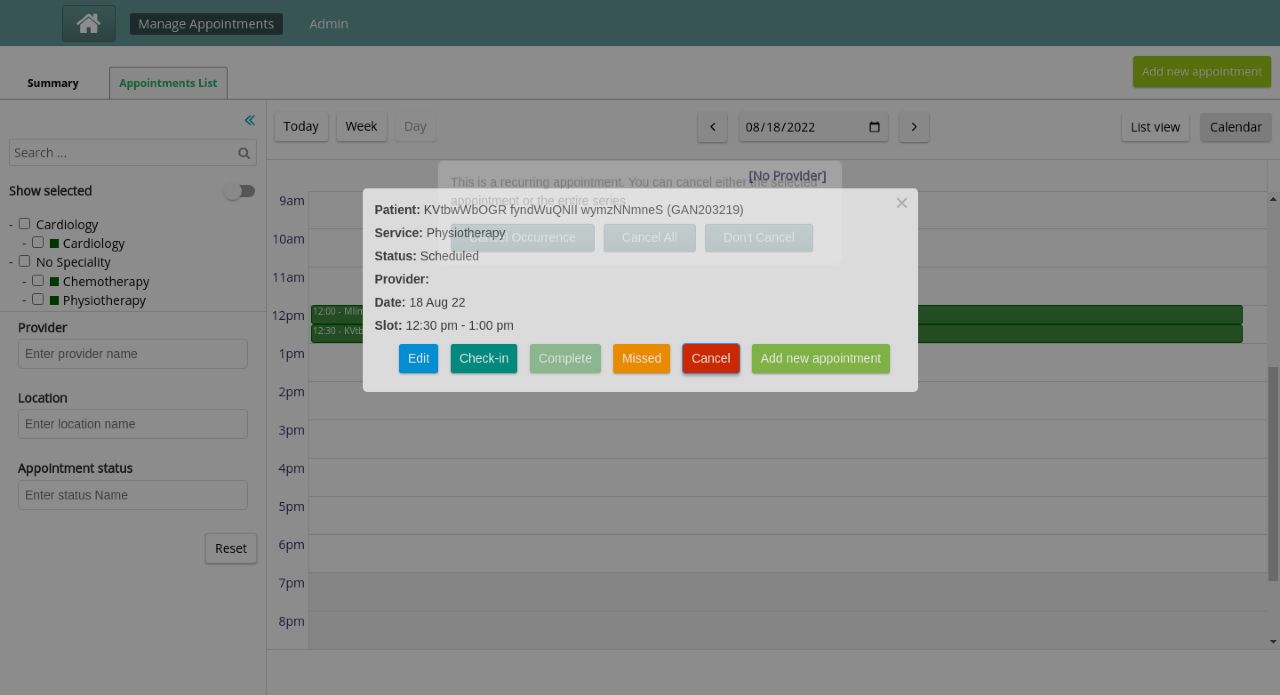 Manage Appointments Admin
Summary Appointments List Add new appointment
«
Today Week Day < 08/18/2022 > List view Calendar
Search ...
Show selected
- Cardiology
- Cardiology
- No Speciality
- Chemotherapy
- Physiotherapy
Provider
Enter provider name
Location
Enter location name
Appointment status
Enter status Name
Reset
[No Provider]
9am
10am
11am
12pm
1pm
2pm
3pm
4pm
5pm
6pm
7pm
8pm
12:00 -
12:30 -
This is a recurring appointment. You can cancel either the selected
appointment or the entire series
Cancel Occurrence Cancel All Don't Cancel
×
Patient: KVtbwWbOGR fyndWuQNIl wymzNNmneS (GAN203219)
Service: Physiotherapy
Status: Scheduled
Provider:
Date: 18 Aug 22
Slot: 12:30 pm - 1:00 pm
Edit Check-in Complete Missed Cancel Add new appointment